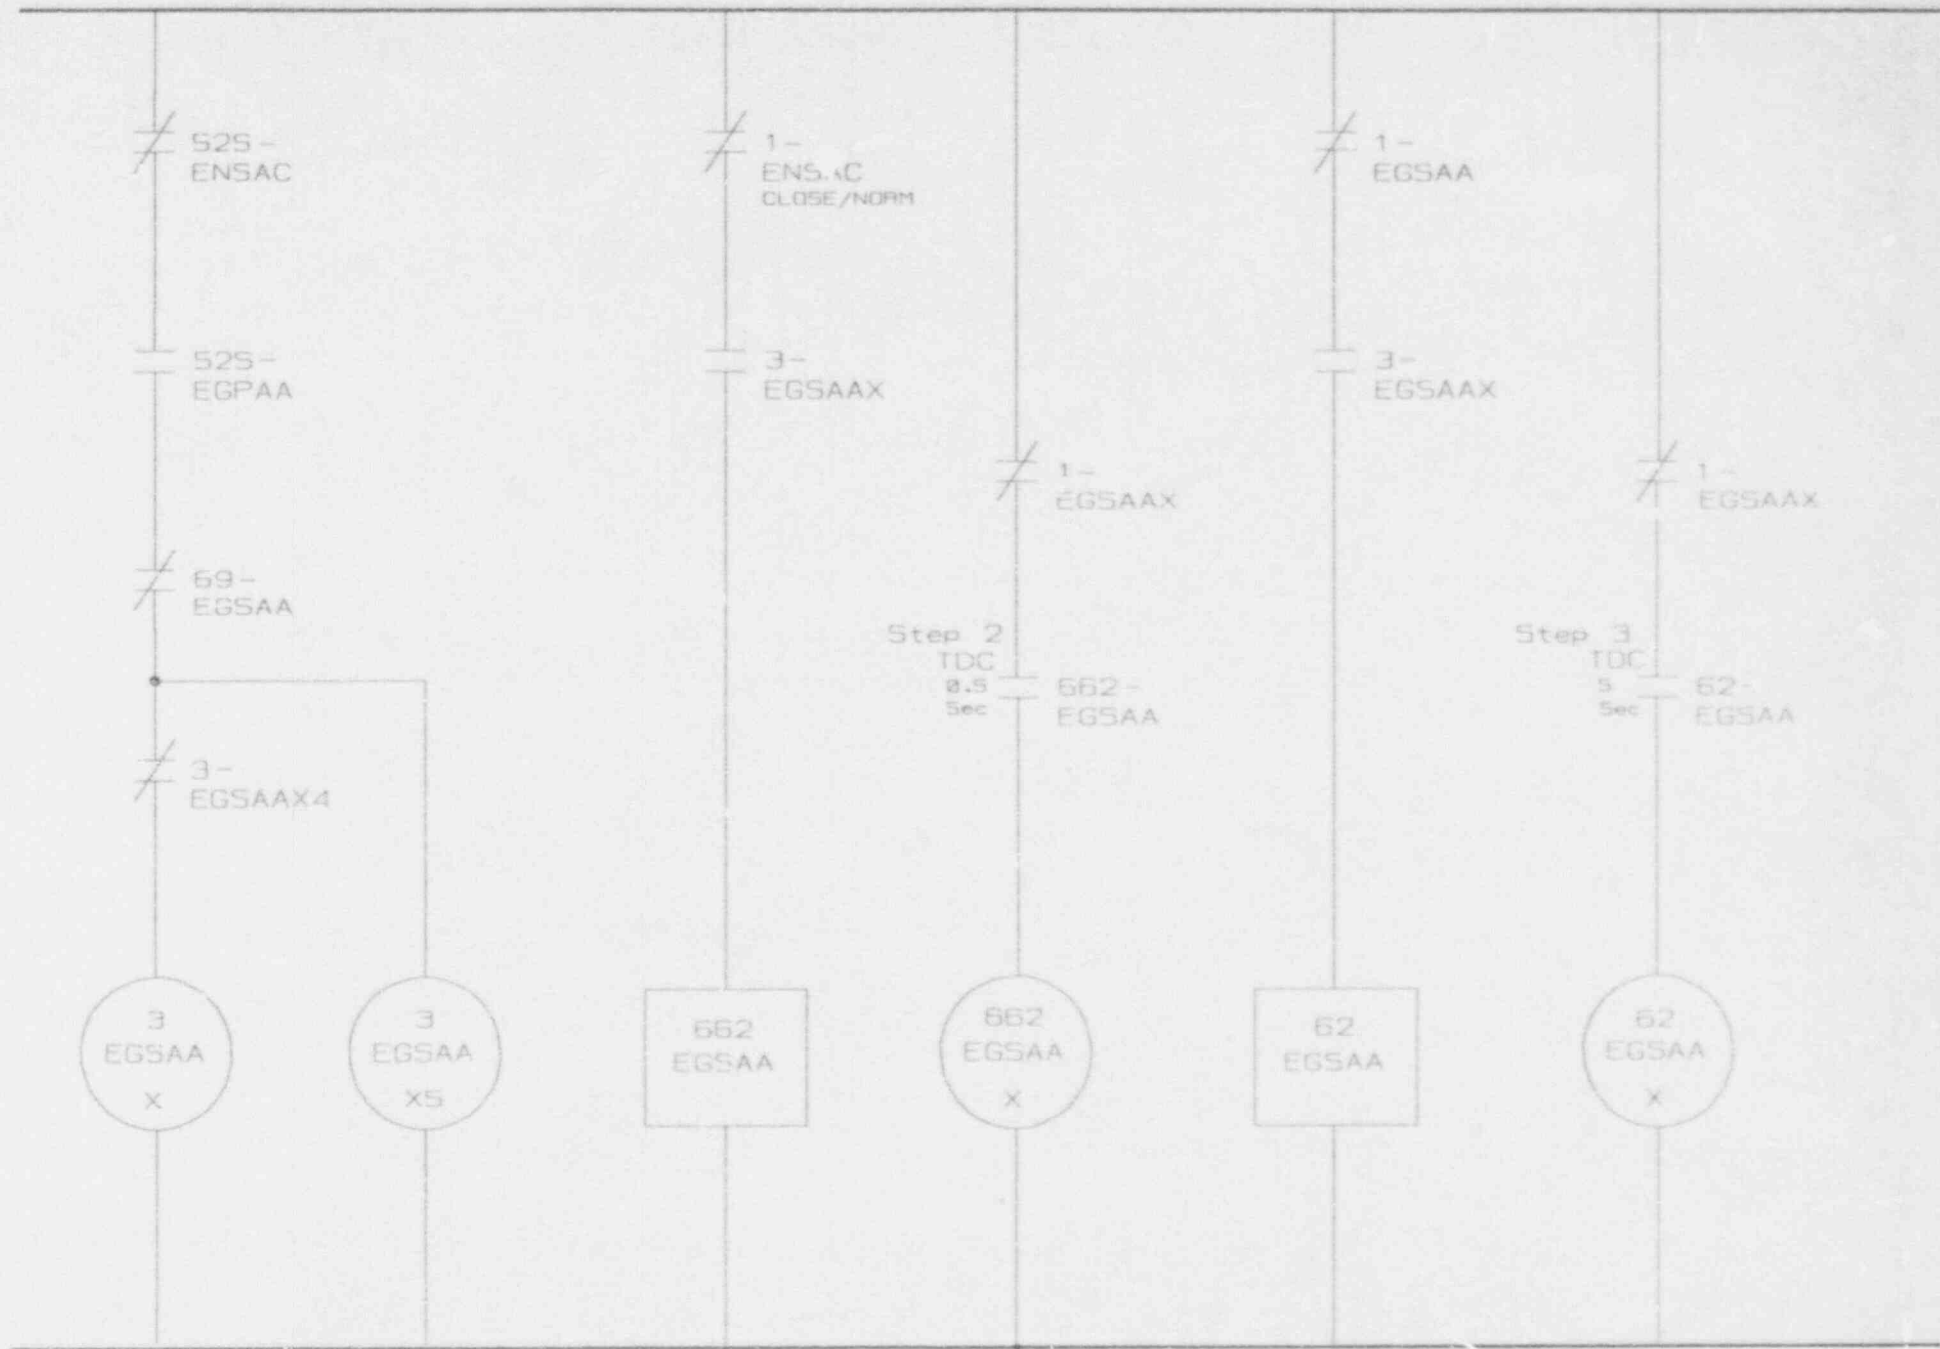 52S-
ENSAC
1-
CLOSE/NORM
1-
EGSAA
52S-
EGPAA
3-
EGSAAX
3-
EGSAAX
1-
EGSAAX
1-
EGSAAX
69-
EGSAA
Step 2
TDC
0.5
Sec
662-
EGSAA
Step 3
TDC
5
Sec
62-
EGSAA
3-
EGSAAX4
3
EGSAA
X
3
EGSAA
X5
662
EGSAA
662
EGSAA
X
62
EGSAA
62
EGSAA
X